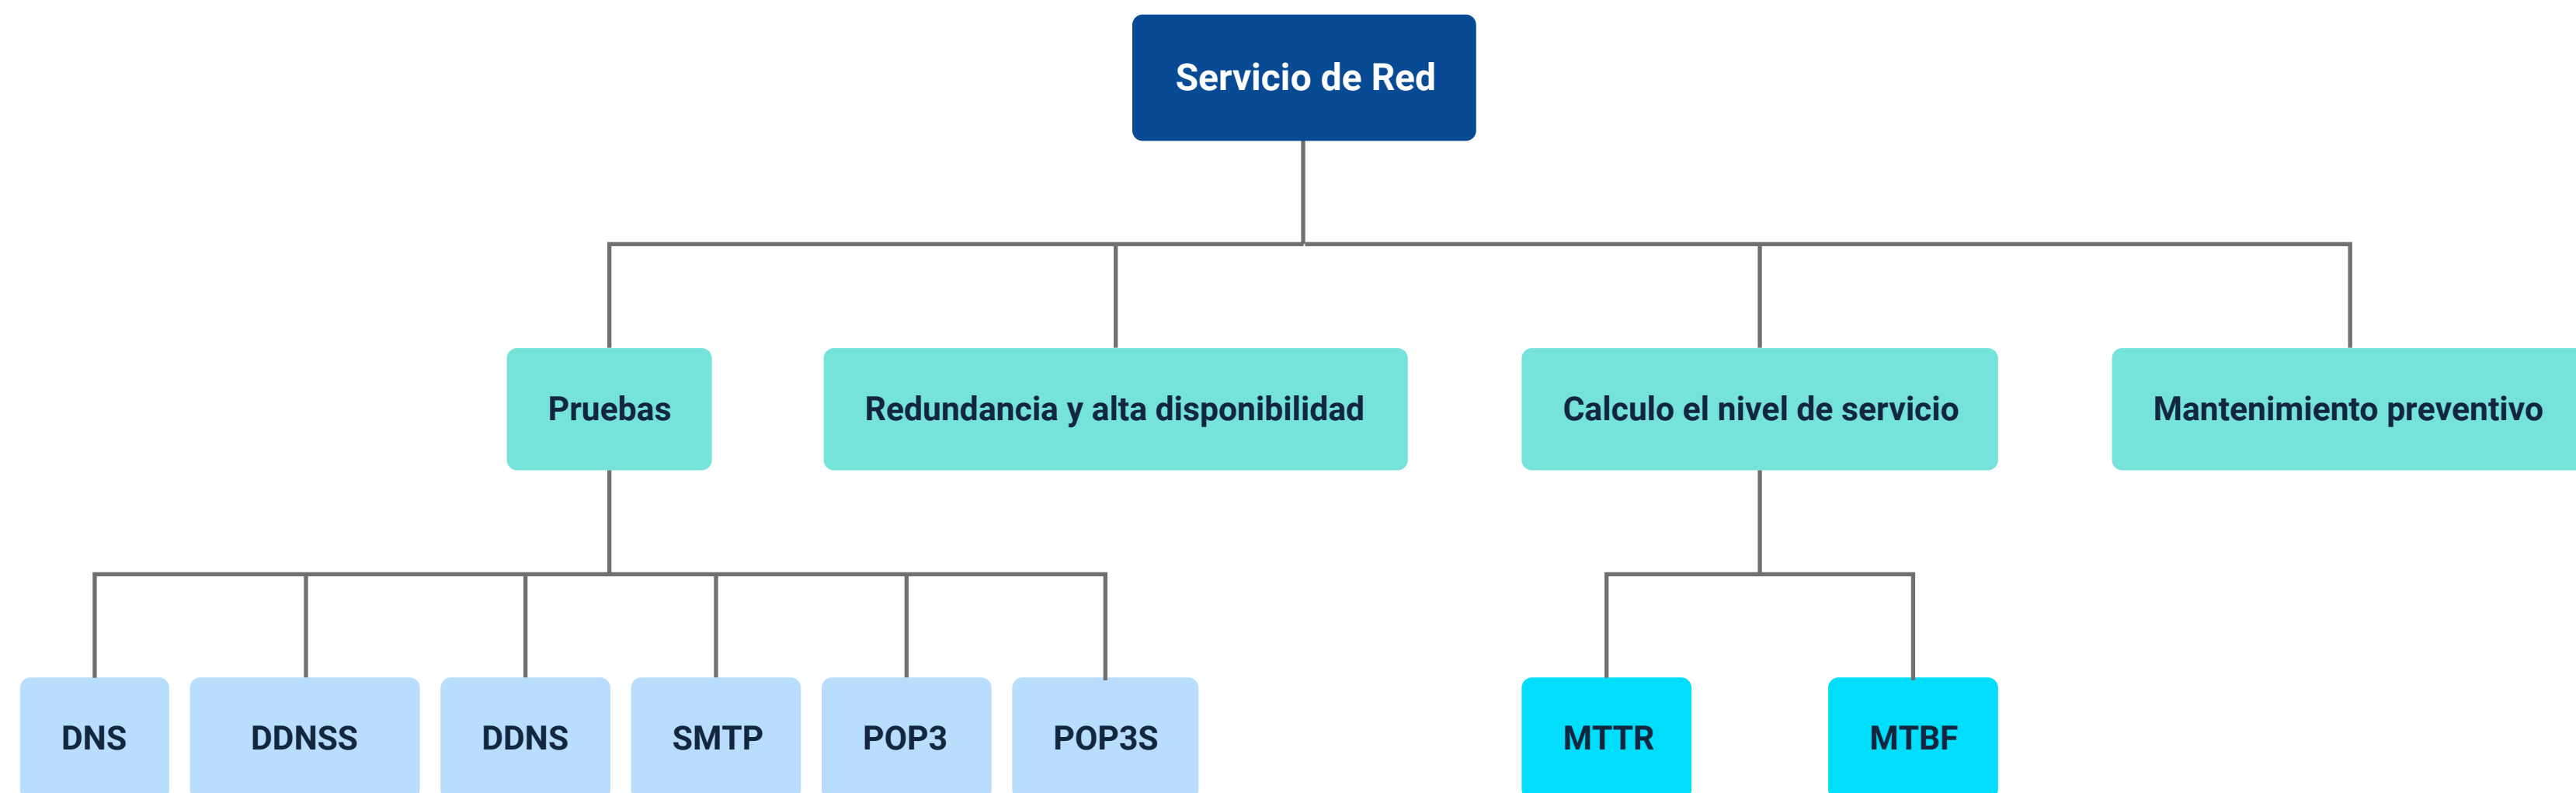 Servicio de Red
Pruebas
Redundancia y alta disponibilidad
Calculo el nivel de servicio
Mantenimiento preventivo
DNS
DDNSS
DDNS
SMTP
POP3
POP3S
MTTR
MTBF